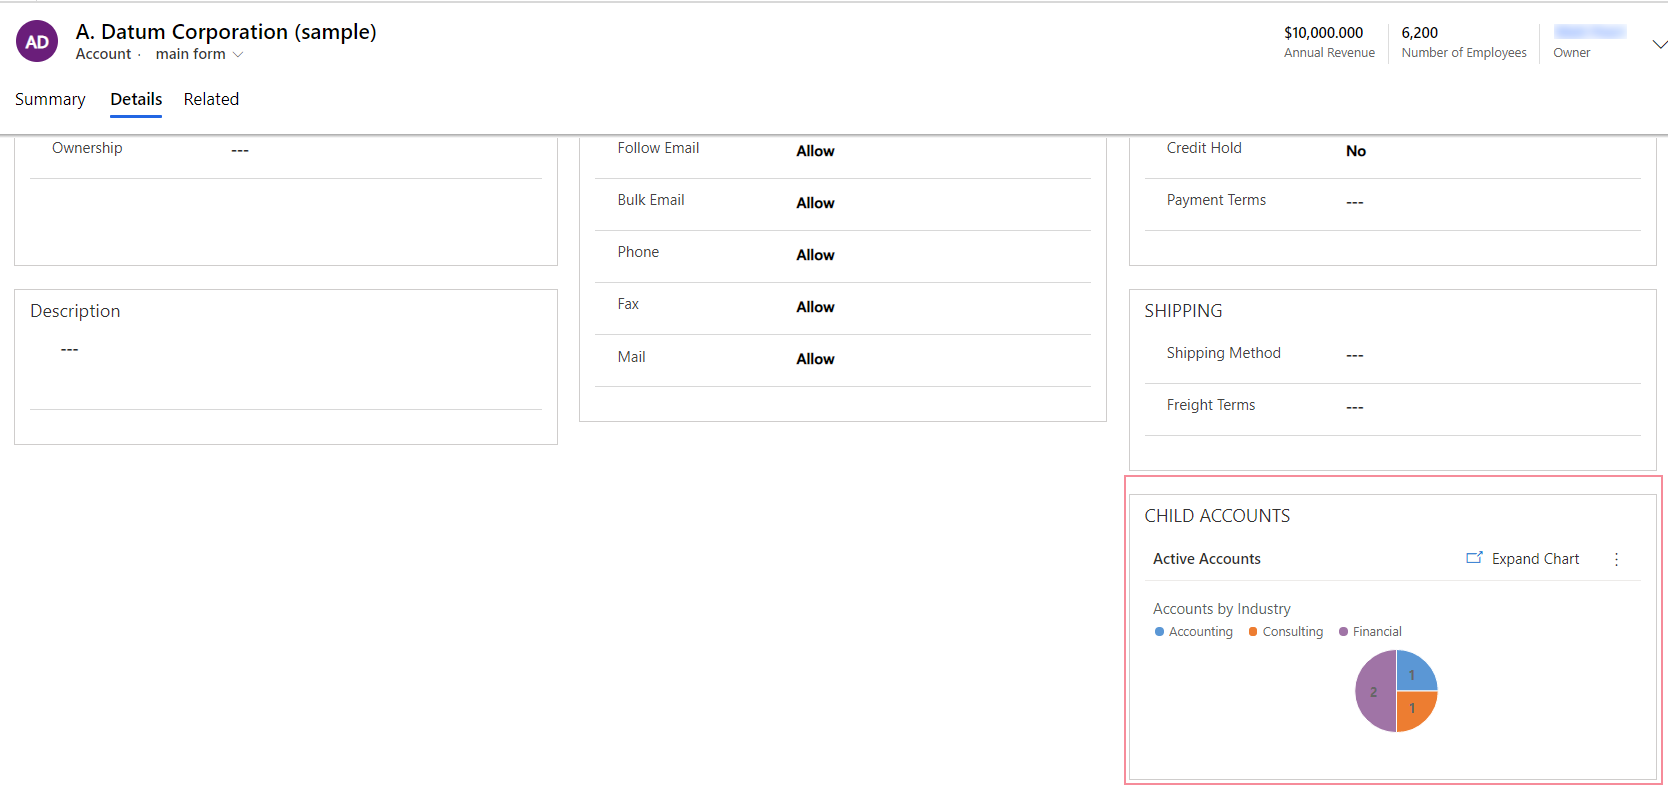 AD
A. Datum Corporation (sample)
Account · main form
$10,000.000
Annual Revenue
6,200
Number of Employees
Owner
Summary Details Related
Ownership ---
Description
---
Follow Email Allow
Bulk Email Allow
Phone Allow
Fax Allow
Mail Allow
Credit Hold No
Payment Terms ---
SHIPPING
Shipping Method ---
Freight Terms ---
CHILD ACCOUNTS
Active Accounts Expand Chart
Accounts by Industry
Accounting Consulting Financial
1
2
1